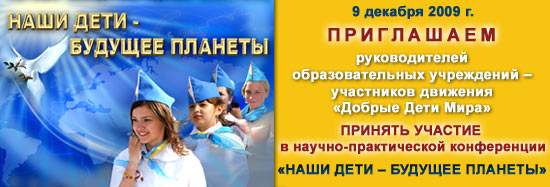 НАШИ ДЕТИ -
БУДУЩЕЕ ПЛАНЕТЫ
9 декабря 2009 г.
ПРИГЛАШАЕМ
руководителей
образовательных учреждений –
участников движения
«Добрые Дети Мира»
ПРИНЯТЬ УЧАСТИЕ
в научно-практической конференции
«НАШИ ДЕТИ – БУДУЩЕЕ ПЛАНЕТЫ»